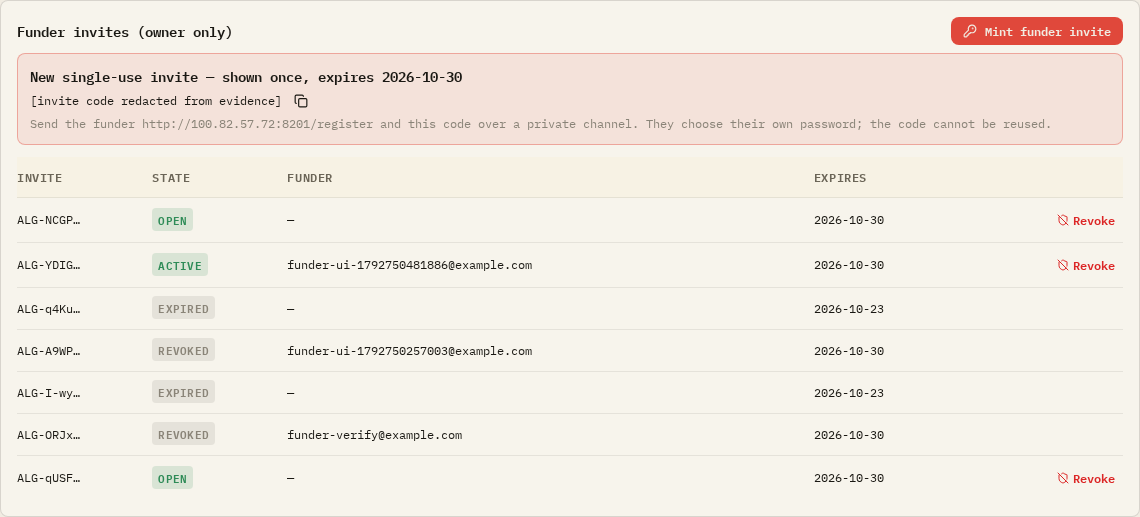 Funder invites (owner only)
Mint funder invite
New single-use invite — shown once, expires 2026-10-30
[invite code redacted from evidence]
Send the funder http://100.82.57.72:8201/register and this code over a private channel. They choose their own password; the code cannot be reused.
INVITE STATE FUNDER EXPIRES
ALG-NCGP… OPEN — 2026-10-30 Revoke
ALG-YDIG… ACTIVE funder-ui-1792750481886@example.com 2026-10-30 Revoke
ALG-q4Ku… EXPIRED — 2026-10-23
ALG-A9WP… REVOKED funder-ui-1792750257003@example.com 2026-10-30
ALG-I-wy… EXPIRED — 2026-10-23
ALG-ORJx… REVOKED funder-verify@example.com 2026-10-30
ALG-qUSF… OPEN — 2026-10-30 Revoke